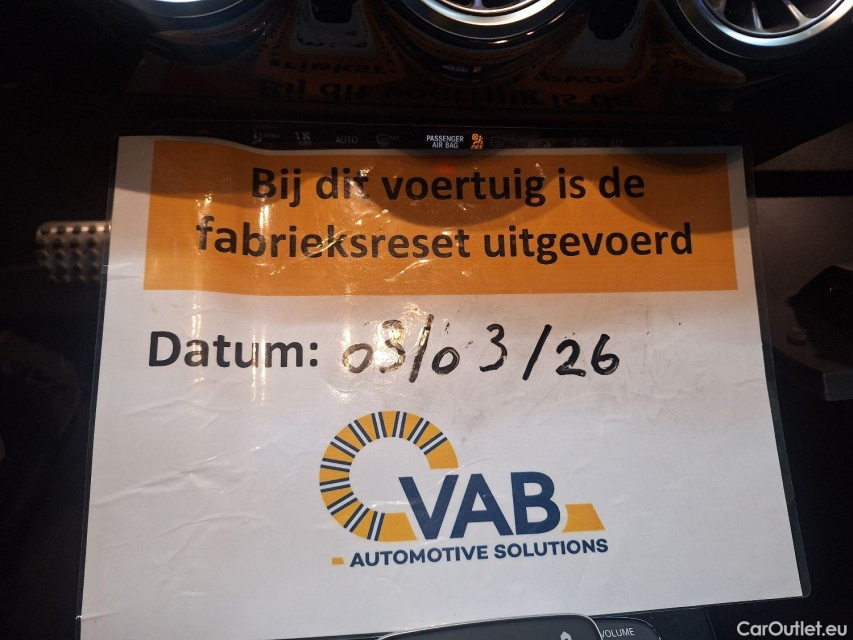 AUTO
PASSENGER
AIR BAG
OFF
Bij dit voertuig is de
fabrieksreset uitgevoerd
Datum: 03/03/26
VAB
AUTOMOTIVE SOLUTIONS
VOLUME
CarOutlet.eu